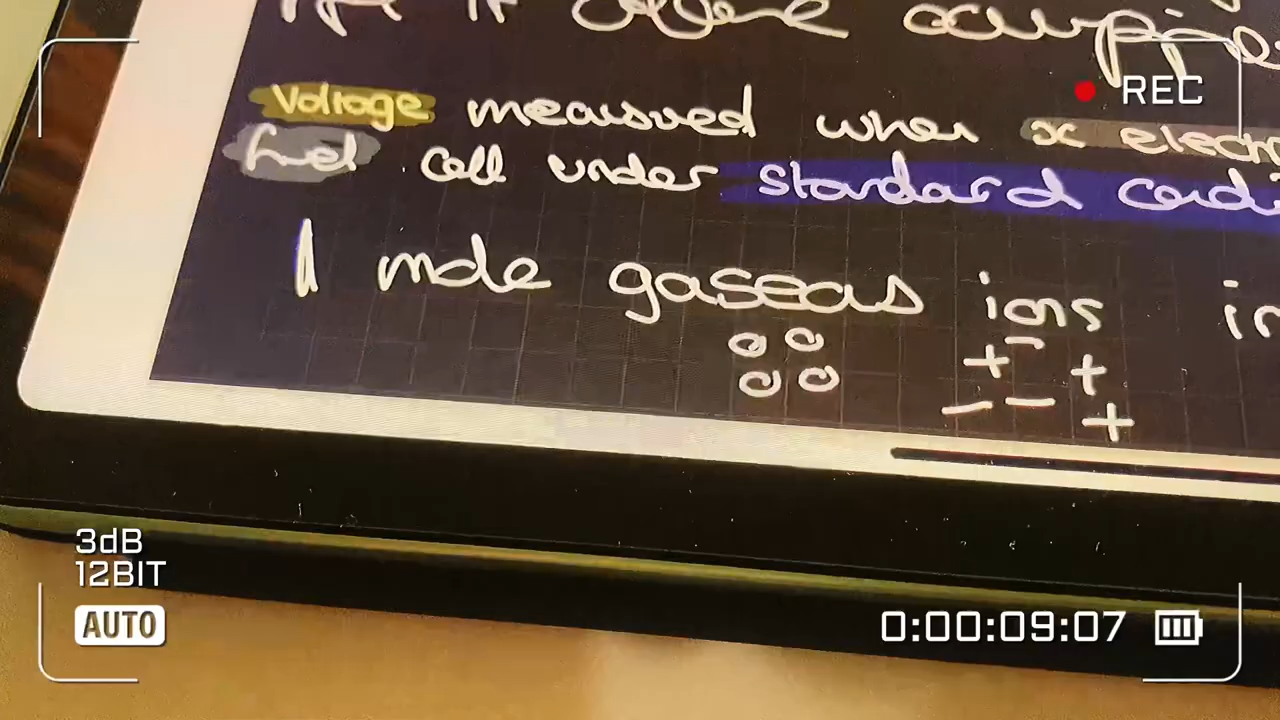 REC
Voltage measured when x electr
fuel cell under standard condi
1 mole gaseous ions in
+ - +
- - +
3dB
12BIT
AUTO
0:00:09:07